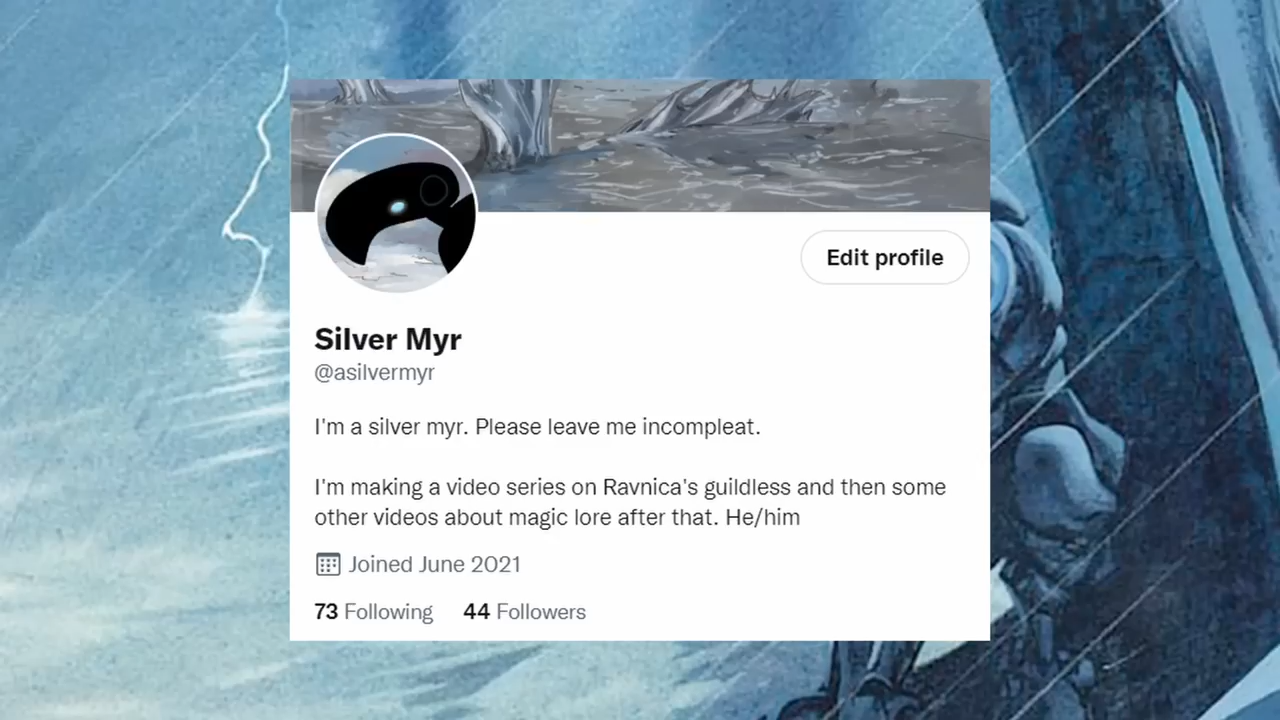 Edit profile
Silver Myr
@asilvermyr
I'm a silver myr. Please leave me incompleat.
I'm making a video series on Ravnica's guildless and then some
other videos about magic lore after that. He/him
Joined June 2021
73 Following 44 Followers